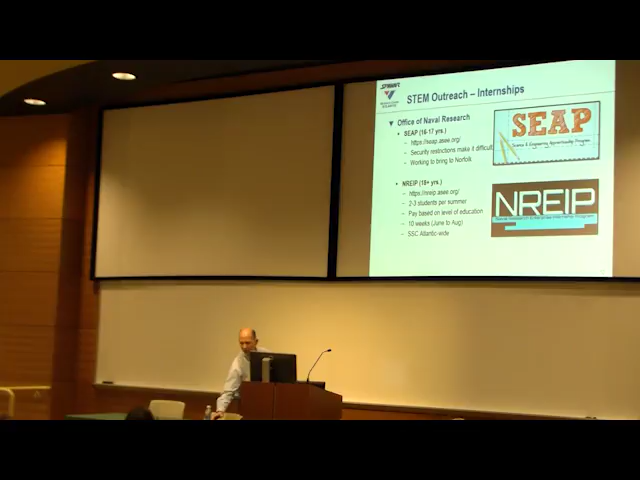 STEM Outreach – Internships
▼ Office of Naval Research
• SEAP (16-17 yrs.)
– https://seap.asee.org/
– Security restrictions make it difficult
– Working to bring to Norfolk
SEAP
Science & Engineering Apprenticeship Program
• NREIP (18+ yrs.)
– https://nreip.asee.org/
– 2-3 students per summer
– Pay based on level of education
– 10 weeks (June to Aug)
– SSC Atlantic-wide
NREIP